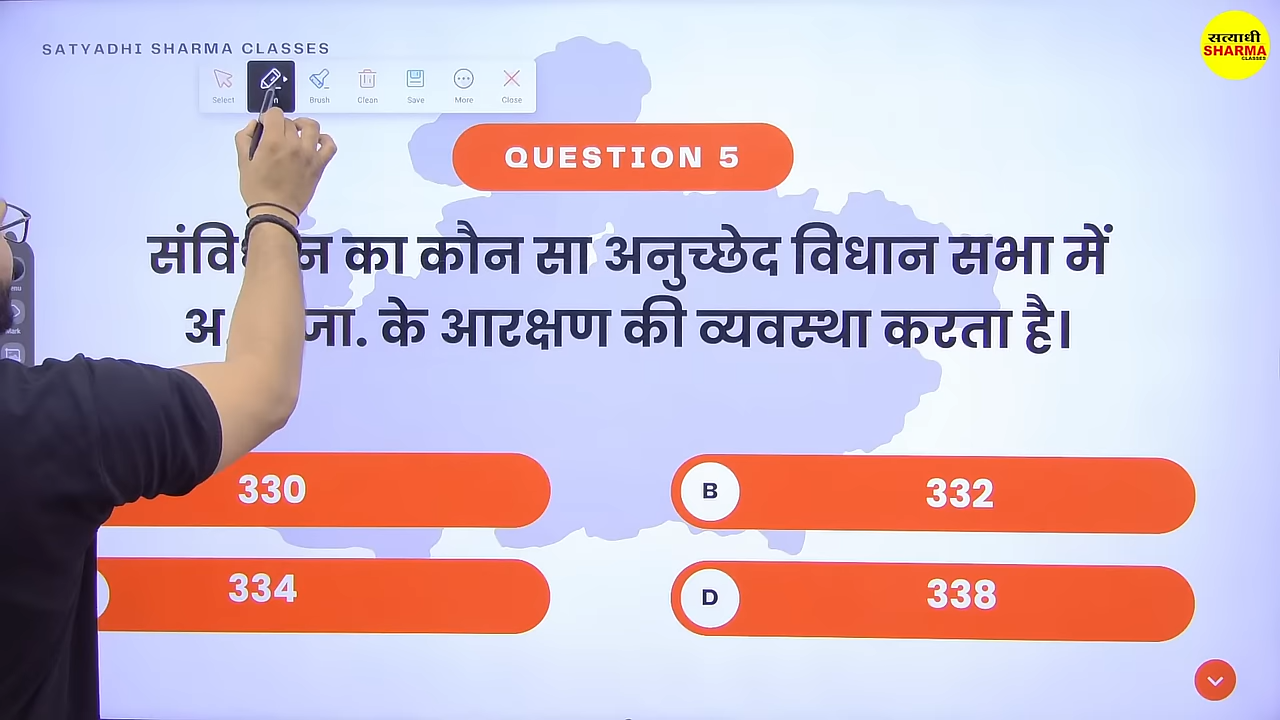 SATYADHI SHARMA CLASSES
सत्याधी
SHARMA
CLASSES
Select
Brush
Clean
Save
More
Close
QUESTION 5
का कौन सा अनुच्छेद विधान सभा में
के आरक्षण की व्यवस्था करता है।
330
B 332
334
D 338